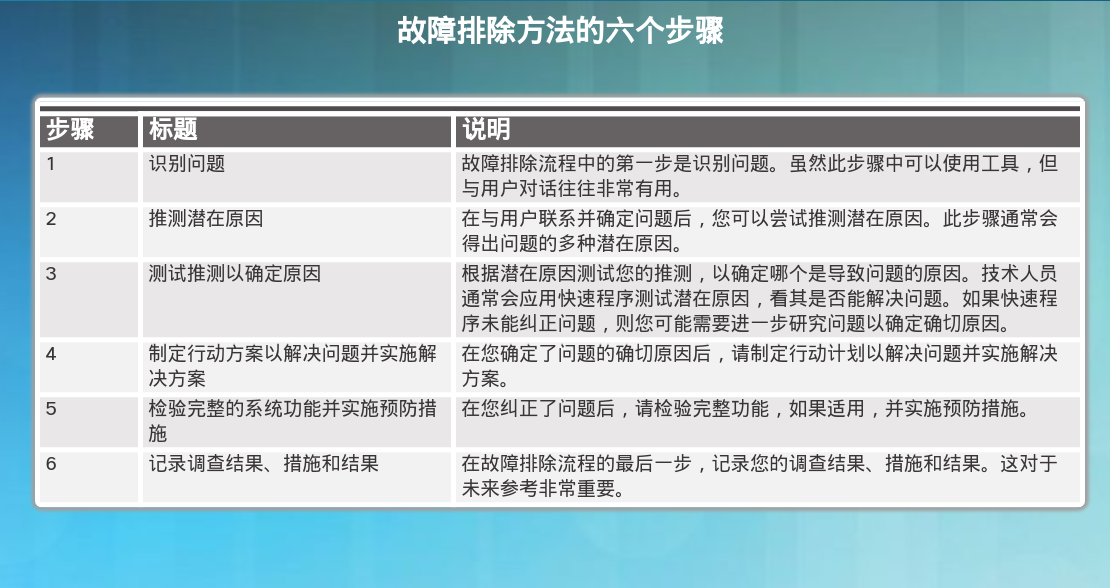 故障排除方法的六个步骤
步骤 标题 说明
1 识别问题 故障排除流程中的第一步是识别问题。虽然此步骤中可以使用工具，但
与用户对话往往非常有用。
2 推测潜在原因 在与用户联系并确定问题后，您可以尝试推测潜在原因。此步骤通常会
得出问题的多种潜在原因。
3 测试推测以确定原因 根据潜在原因测试您的推测，以确定哪个是导致问题的原因。技术人员
通常会应用快速程序测试潜在原因，看其是否能解决问题。如果快速程
序未能纠正问题，则您可能需要进一步研究问题以确定确切原因。
4 制定行动方案以解决问题并实施解 在您确定了问题的确切原因后，请制定行动计划以解决问题并实施解决
决方案 方案。
5 检验完整的系统功能并实施预防措 在您纠正了问题后，请检验完整功能，如果适用，并实施预防措施。
施
6 记录调查结果、措施和结果 在故障排除流程的最后一步，记录您的调查结果、措施和结果。这对于
未来参考非常重要。